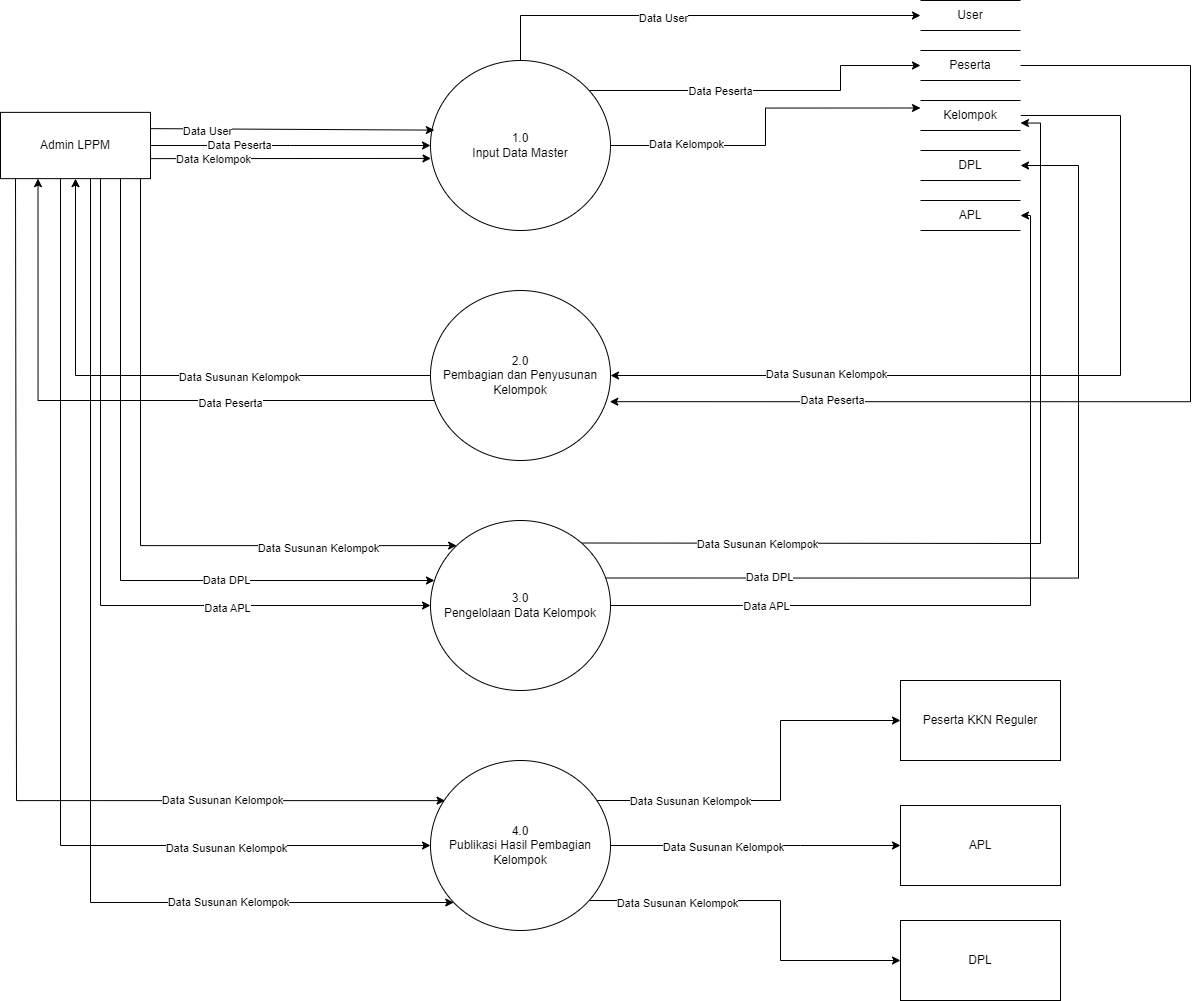 Data User
User
Peserta
Data Peserta
Kelompok
Data User
Data Peserta
Data Kelompok
Admin LPPM
1.0
Input Data Master
Data Kelompok
DPL
APL
2.0
Pembagian dan Penyusunan
Kelompok
Data Susunan Kelompok
Data Peserta
Data Susunan Kelompok
Data Peserta
Data Susunan Kelompok
Data DPL
Data APL
3.0
Pengelolaan Data Kelompok
Data Susunan Kelompok
Data DPL
Data APL
Peserta KKN Reguler
Data Susunan Kelompok
Data Susunan Kelompok
Data Susunan Kelompok
4.0
Publikasi Hasil Pembagian
Kelompok
Data Susunan Kelompok
Data Susunan Kelompok
Data Susunan Kelompok
APL
DPL